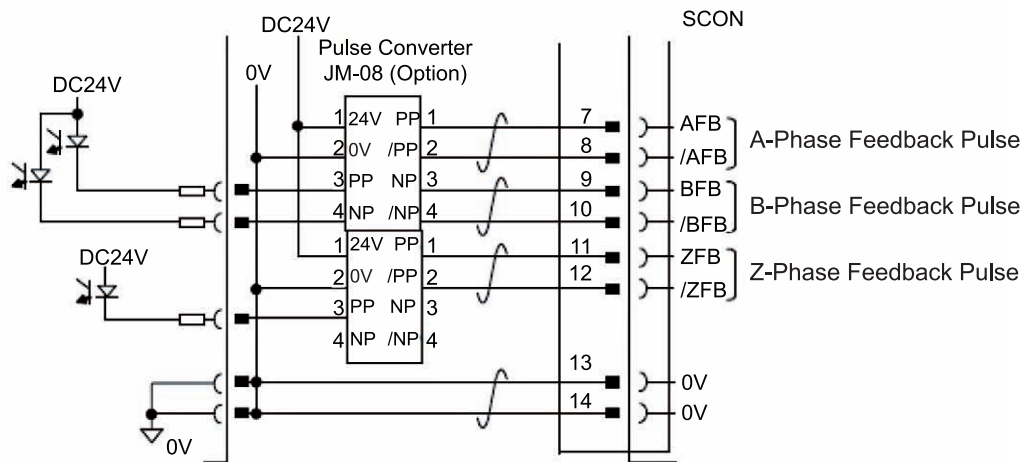 SCON
DC24V
Pulse Converter
JM-08 (Option)
0V
DC24V
1 24V PP 1 7 AFB
A-Phase Feedback Pulse
2 0V /PP 2 8 /AFB
3 PP NP 3 9 BFB
B-Phase Feedback Pulse
4 NP /NP 4 10 /BFB
1 24V PP 1 11 ZFB
DC24V
Z-Phase Feedback Pulse
2 0V /PP 2 12 /ZFB
3 PP NP 3
4 NP /NP 4
13 0V
14 0V
0V